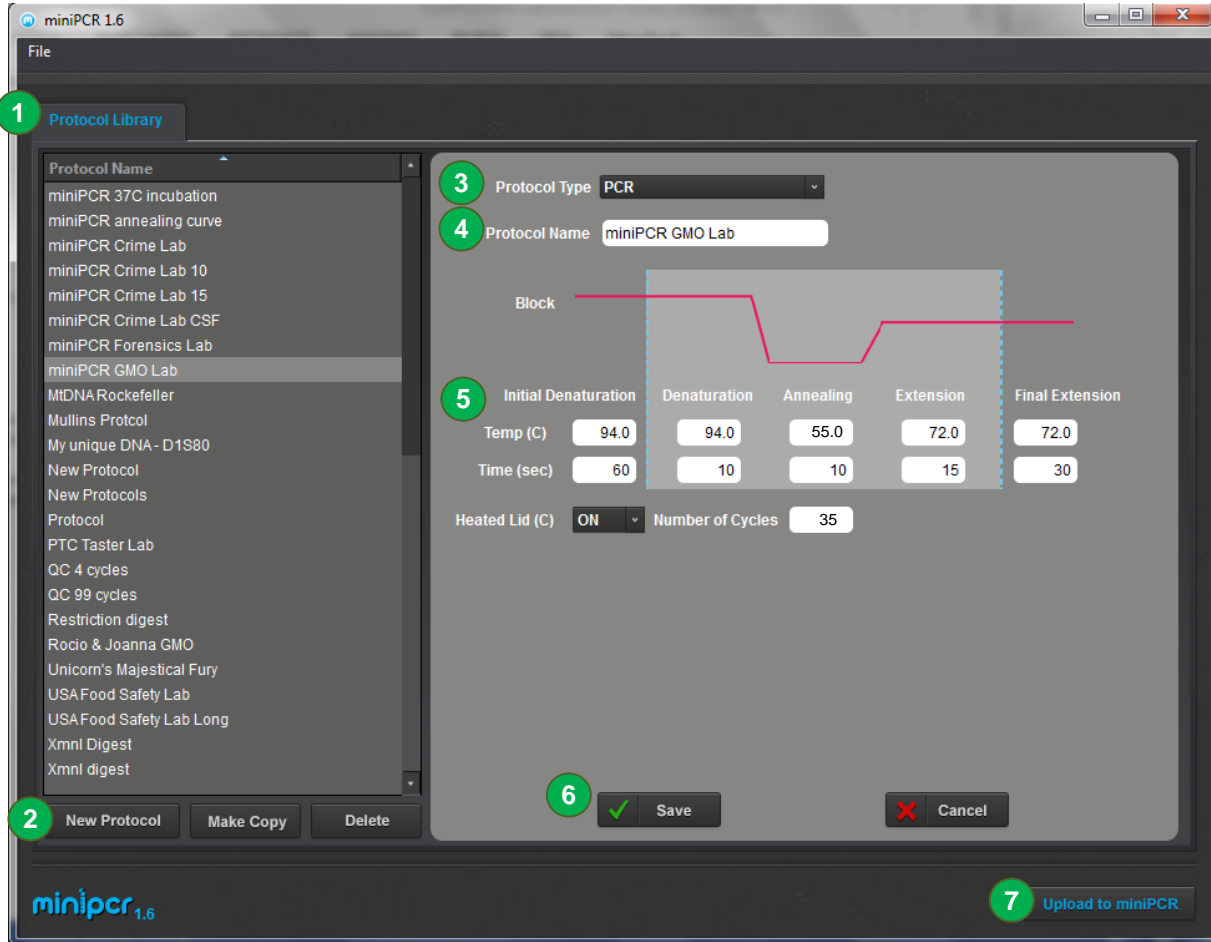 miniPCR 1.6
File
1
Protocol Library
Protocol Name
miniPCR 37C incubation
miniPCR annealing curve
miniPCR Crime Lab
miniPCR Crime Lab 10
miniPCR Crime Lab 15
miniPCR Crime Lab CSF
miniPCR Forensics Lab
miniPCR GMO Lab
MtDNA Rockefeller
Mullins Protcol
My unique DNA - D1S80
New Protocol
New Protocols
Protocol
PTC Taster Lab
QC 4 cycles
QC 99 cycles
Restriction digest
Rocio & Joanna GMO
Unicorn's Majestical Fury
USA Food Safety Lab
USA Food Safety Lab Long
XmnI Digest
XmnI digest
2 New Protocol Make Copy Delete
3 Protocol Type PCR
4 Protocol Name miniPCR GMO Lab
Block
5 Initial Denaturation Denaturation Annealing Extension Final Extension
Temp (C) 94.0 94.0 55.0 72.0 72.0
Time (sec) 60 10 10 15 30
Heated Lid (C) ON Number of Cycles 35
6 Save Cancel
minipcr 1.6
7 Upload to miniPCR